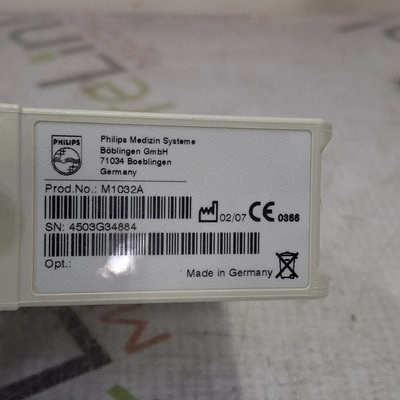 PHILIPS
Philips Medizin Systeme
Böblingen GmbH
71034 Boeblingen
Germany
Prod.No.: M1032A
02/07 CE 0366
SN: 4503G34884
Opt.:
Made in Germany